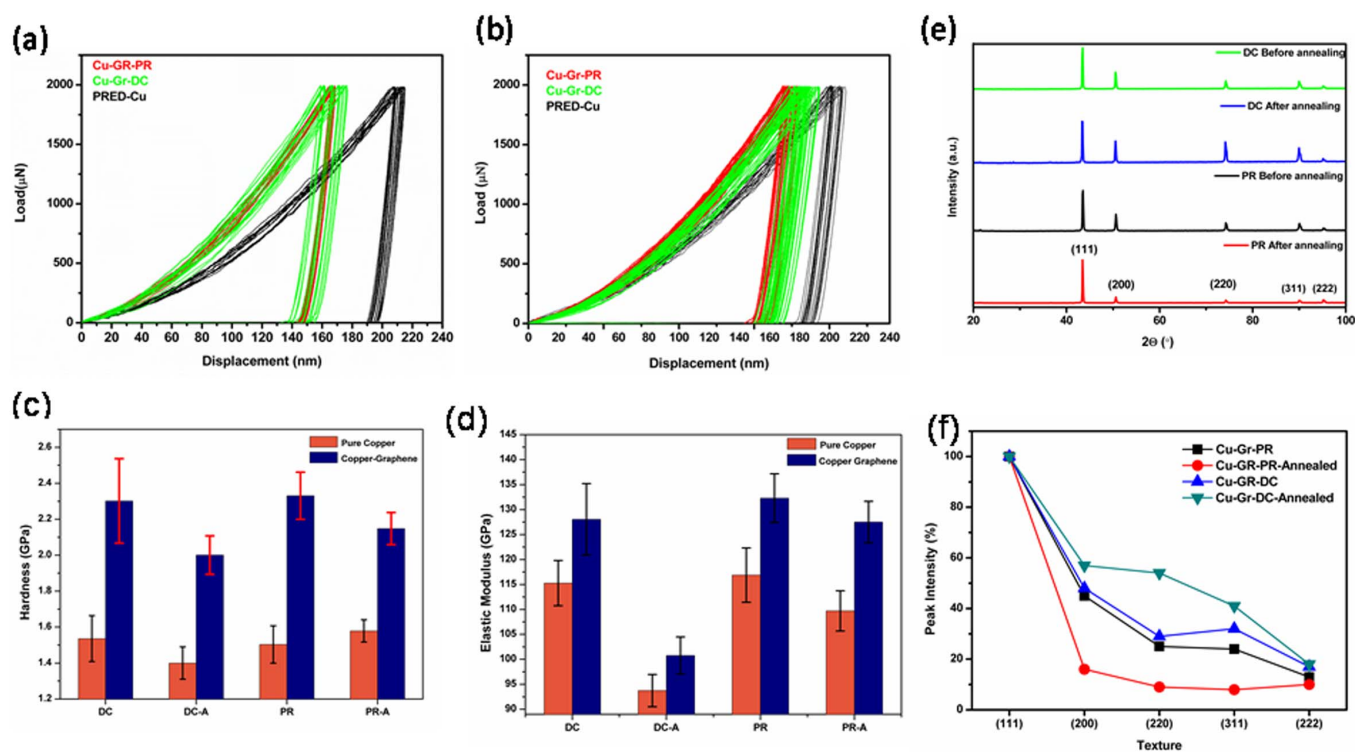 (a)
Cu-GR-PR
Cu-Gr-DC
PRED-Cu
2000
1500
1000
500
0
Load(μN)
0 20 40 60 80 100 120 140 160 180 200 220 240
Displacement (nm)
(b)
Cu-Gr-PR
Cu-Gr-DC
PRED-Cu
2000
1500
1000
500
0
Load (μN)
0 20 40 60 80 100 120 140 160 180 200 220 240
Displacement (nm)
(e)
DC Before annealing
DC After annealing
PR Before annealing
PR After annealing
(111)
(200)
(220)
(311)
(222)
Intensity (a.u.)
20 40 60 80 100
2Θ (°)
(c)
Pure Copper
Copper-Graphene
2.6
2.4
2.2
2.0
1.8
1.6
1.4
1.2
Hardness (GPa)
DC DC-A PR PR-A
(d)
Pure Copper
Copper Graphene
145
140
135
130
125
120
115
110
105
100
95
90
Elastic Modulus (GPa)
DC DC-A PR PR-A
(f)
Cu-Gr-PR
Cu-GR-PR-Annealed
Cu-GR-DC
Cu-Gr-DC-Annealed
100
80
60
40
20
0
Peak Intensity (%)
(111) (200) (220) (311) (222)
Texture